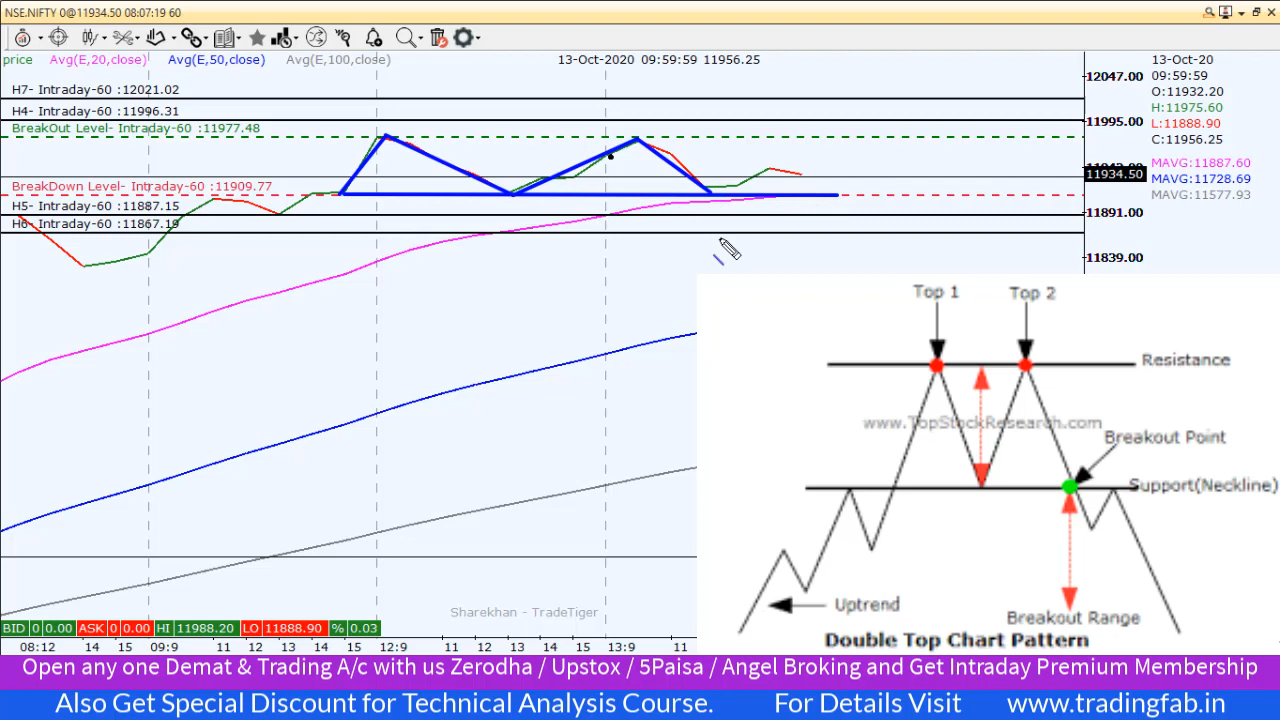 NSE.NIFTY 0@11934.50 08:07:19 60
price Avg(E,20,close) Avg(E,50,close) Avg(E,100,close) 13-Oct-2020 09:59:59 11956.25
H7- Intraday-60 :12021.02
H4- Intraday-60 :11996.31
BreakOut Level- Intraday-60 :11977.48
BreakDown Level- Intraday-60 :11909.77
H5- Intraday-60 :11887.15
H6- Intraday-60 :11867.19
12047.00
11995.00
11934.50
11891.00
11839.00
13-Oct-20
09:59:59
O:11932.20
H:11975.60
L:11888.90
C:11956.25
MAVG:11887.60
MAVG:11728.69
MAVG:11577.93
Top 1 Top 2
Resistance
www.TopStockResearch.com
Breakout Point
Support(Neckline)
Uptrend
Breakout Range
Double Top Chart Pattern
Sharekhan - TradeTiger
BID 0 0.00 ASK 0 0.00 HI 11988.20 LO 11888.90 % 0.03
08:12 14 15 09:9 11 12 13 14 15 12:9 11 12 13 14 15 13:9 11
Open any one Demat & Trading A/c with us Zerodha / Upstox / 5Paisa / Angel Broking and Get Intraday Premium Membership
Also Get Special Discount for Technical Analysis Course. For Details Visit www.tradingfab.in